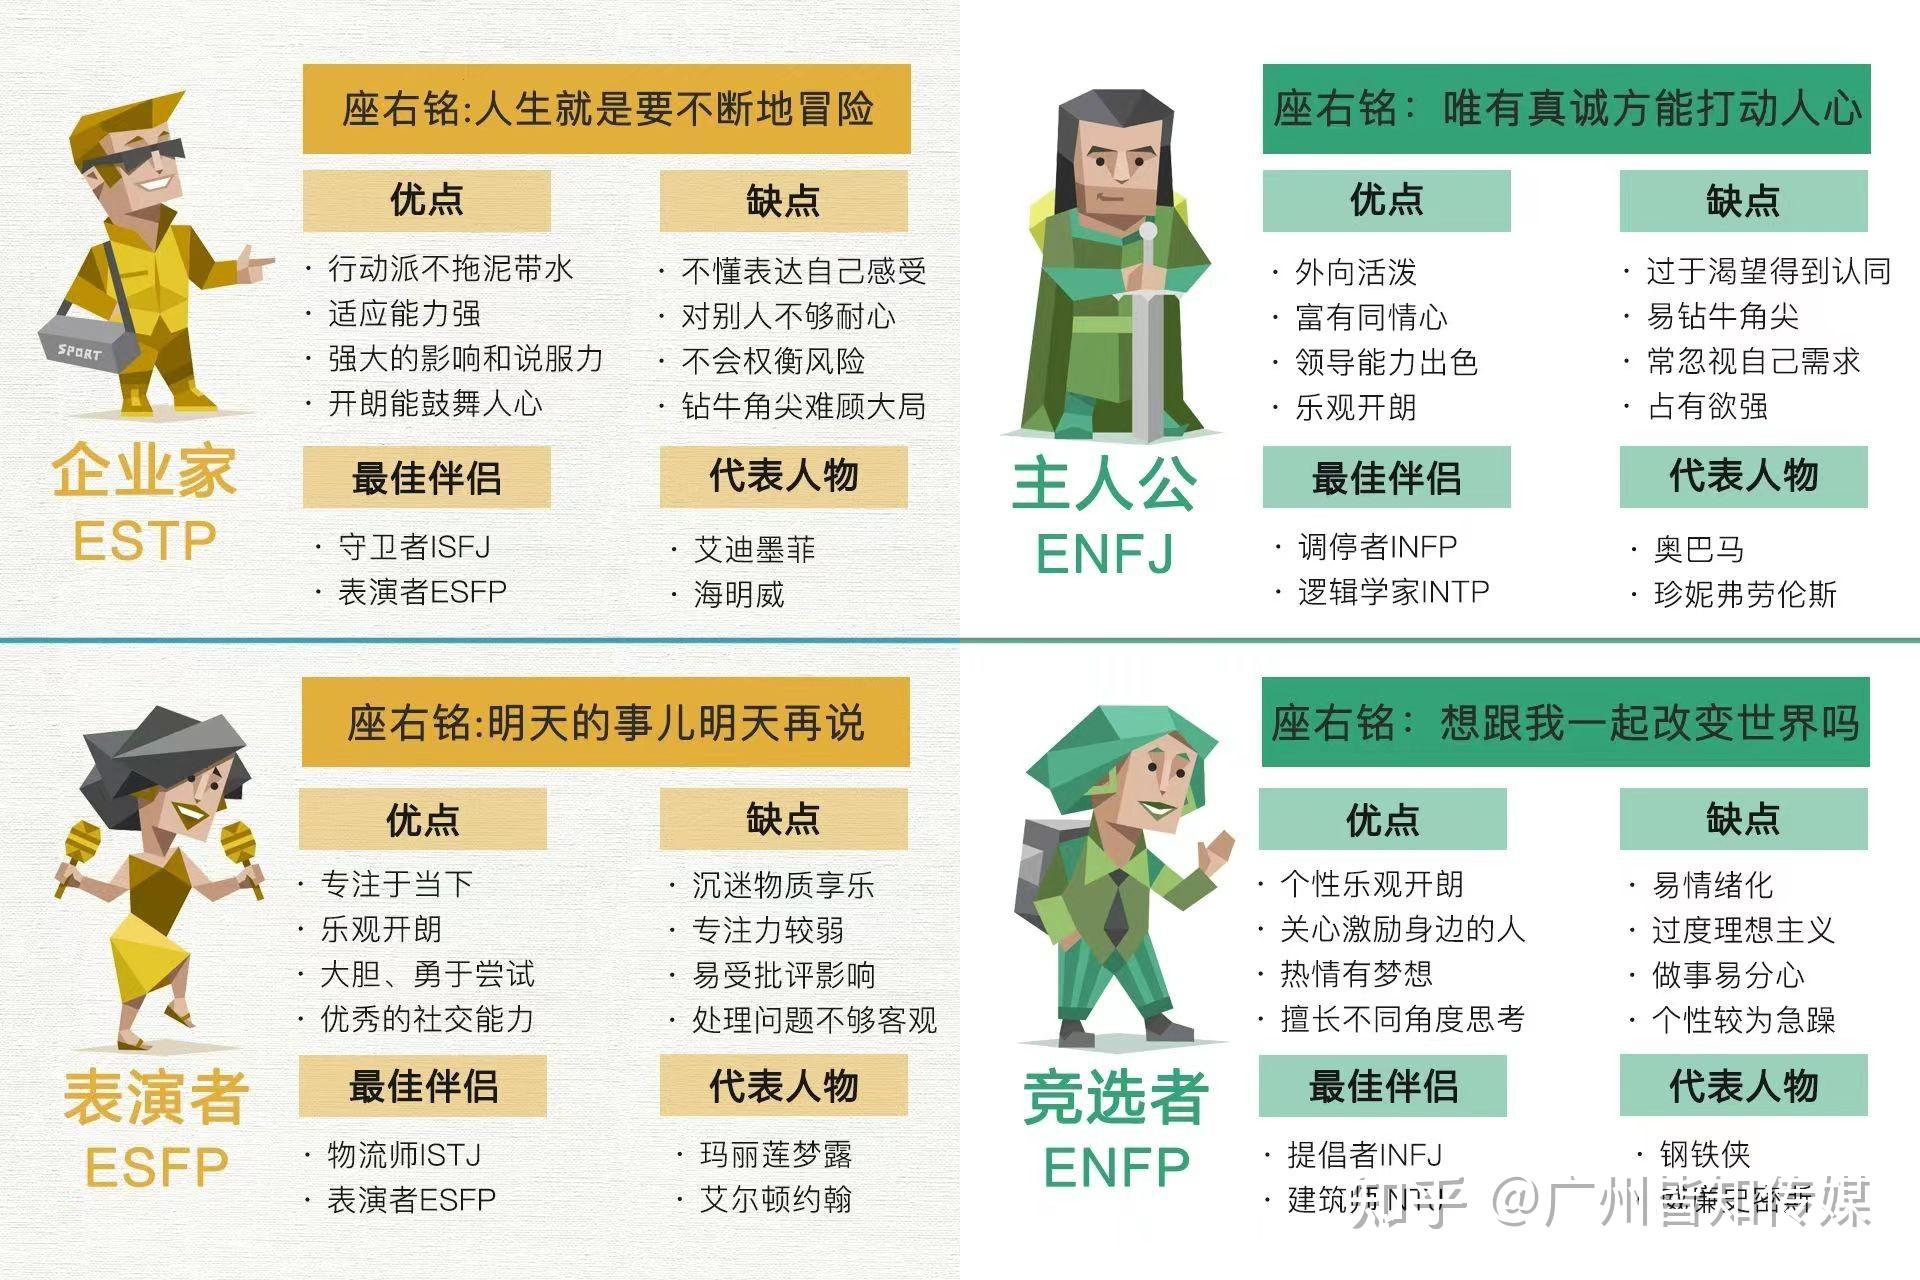 座右铭:人生就是要不断地冒险
优点
缺点
· 行动派不拖泥带水
· 适应能力强
· 强大的影响和说服力
· 开朗能鼓舞人心
· 不懂表达自己感受
· 对别人不够耐心
· 不会权衡风险
· 钻牛角尖难顾大局
SPORT
企业家
ESTP
最佳伴侣
代表人物
· 守卫者ISFJ
· 表演者ESFP
· 艾迪墨菲
· 海明威
座右铭：唯有真诚方能打动人心
优点
缺点
· 外向活泼
· 富有同情心
· 领导能力出色
· 乐观开朗
· 过于渴望得到认同
· 易钻牛角尖
· 常忽视自己需求
· 占有欲强
主人公
ENFJ
最佳伴侣
代表人物
· 调停者INFP
· 逻辑学家INTP
· 奥巴马
· 珍妮弗劳伦斯
座右铭:明天的事儿明天再说
优点
缺点
· 专注于当下
· 乐观开朗
· 大胆、勇于尝试
· 优秀的社交能力
· 沉迷物质享乐
· 专注力较弱
· 易受批评影响
· 处理问题不够客观
表演者
ESFP
最佳伴侣
代表人物
· 物流师ISTJ
· 表演者ESFP
· 玛丽莲梦露
· 艾尔顿约翰
座右铭：想跟我一起改变世界吗
优点
缺点
· 个性乐观开朗
· 关心激励身边的人
· 热情有梦想
· 擅长不同角度思考
· 易情绪化
· 过度理想主义
· 做事易分心
· 个性较为急躁
竞选者
ENFP
最佳伴侣
代表人物
· 提倡者INFJ
· 建筑师INTJ
· 钢铁侠
· 威廉史密斯
知乎 @广州皆知传媒